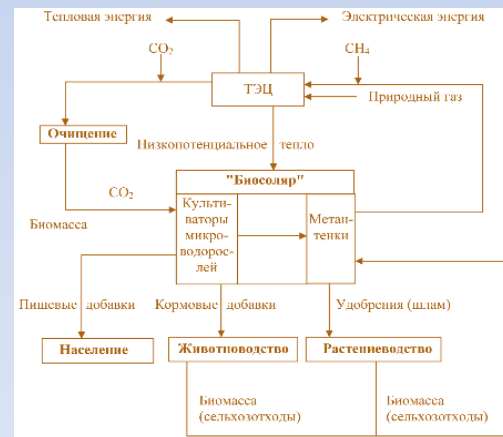 Тепловая энергия
Электрическая энергия
CO₂
CH₄
ТЭЦ
Природный газ
Очищение
Низкопотенциальное тепло
"Биосоляр"
CO₂
Биомасса
Культи-
ваторы
микро-
водорос-
лей
Метан-
тенки
Пищевые добавки
Кормовые добавки
Удобрения (шлам)
Население
Животноводство
Растениеводство
Биомасса
(сельхозотходы)
Биомасса
(сельхозотходы)